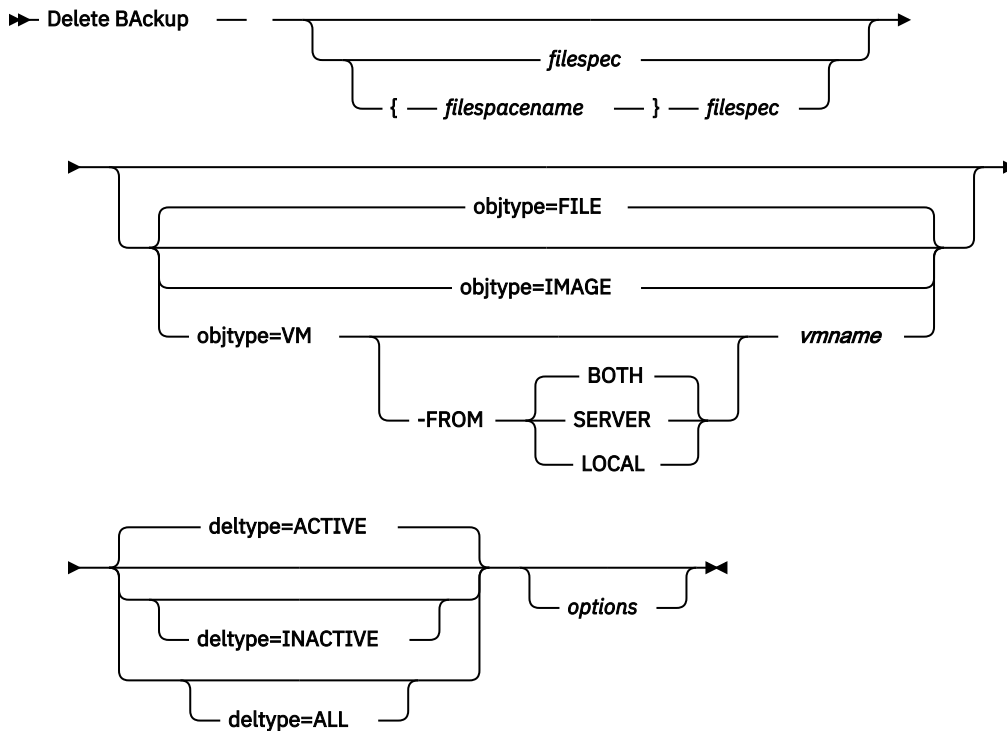 Delete BAckup
filespec
{ filespacename } filespec
objtype=FILE
objtype=IMAGE
objtype=VM vmname
BOTH
-FROM SERVER
LOCAL
deltype=ACTIVE
options
deltype=INACTIVE
deltype=ALL